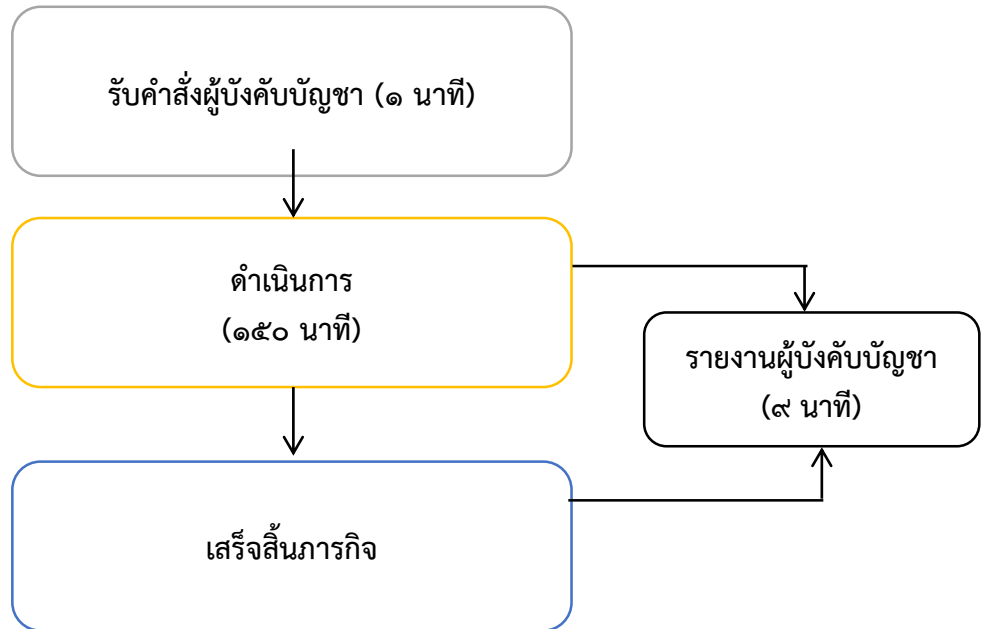 รับคำสั่งผู้บังคับบัญชา (๑ นาที)
ดำเนินการ
(๑๕๐ นาที)
รายงานผู้บังคับบัญชา
(๙ นาที)
เสร็จสิ้นภารกิจ